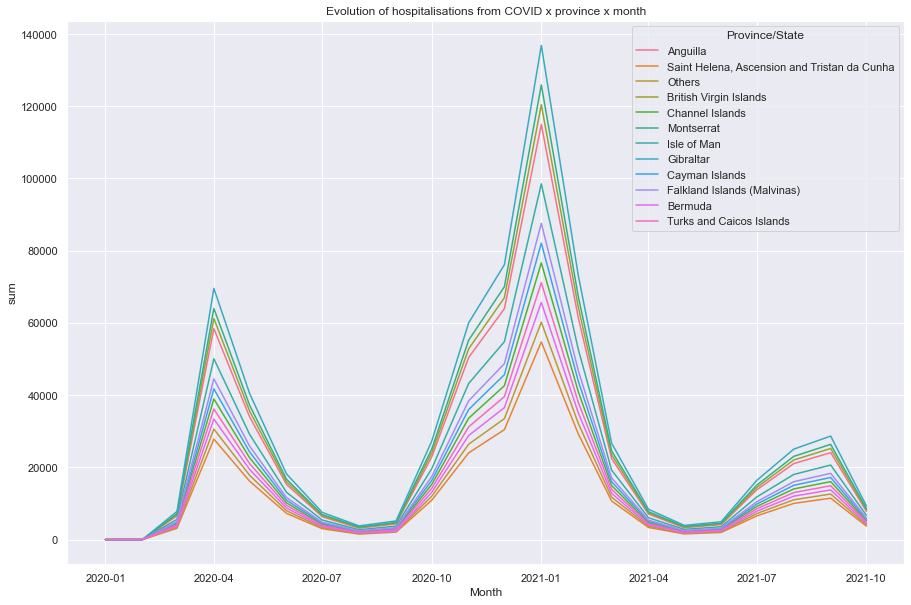 Evolution of hospitalisations from COVID x province x month
140000
120000
100000
80000
60000
40000
20000
0
sum
Province/State
Anguilla
Saint Helena, Ascension and Tristan da Cunha
Others
British Virgin Islands
Channel Islands
Montserrat
Isle of Man
Gibraltar
Cayman Islands
Falkland Islands (Malvinas)
Bermuda
Turks and Caicos Islands
2020-01 2020-04 2020-07 2020-10 2021-01 2021-04 2021-07 2021-10
Month